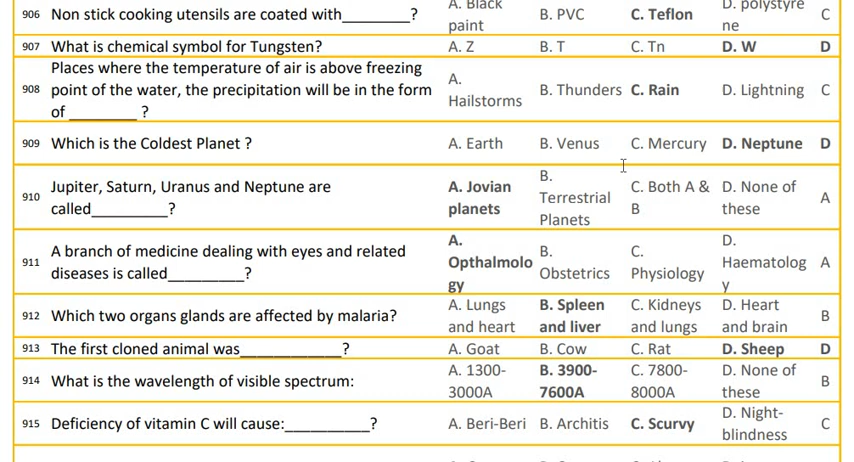 906 Non stick cooking utensils are coated with________? A. Black paint B. PVC C. Teflon D. polystyre ne C
907 What is chemical symbol for Tungsten? A. Z B. T C. Tn D. W D
908 Places where the temperature of air is above freezing point of the water, the precipitation will be in the form of ________ ? A. Hailstorms B. Thunders C. Rain D. Lightning C
909 Which is the Coldest Planet ? A. Earth B. Venus C. Mercury D. Neptune D
910 Jupiter, Saturn, Uranus and Neptune are called_________? A. Jovian planets B. Terrestrial Planets C. Both A & B D. None of these A
911 A branch of medicine dealing with eyes and related diseases is called_________? A. Opthalmolo gy B. Obstetrics C. Physiology D. Haematolog y A
912 Which two organs glands are affected by malaria? A. Lungs and heart B. Spleen and liver C. Kidneys and lungs D. Heart and brain B
913 The first cloned animal was____________? A. Goat B. Cow C. Rat D. Sheep D
914 What is the wavelength of visible spectrum: A. 1300-3000A B. 3900-7600A C. 7800-8000A D. None of these B
915 Deficiency of vitamin C will cause:__________? A. Beri-Beri B. Architis C. Scurvy D. Night-blindness C